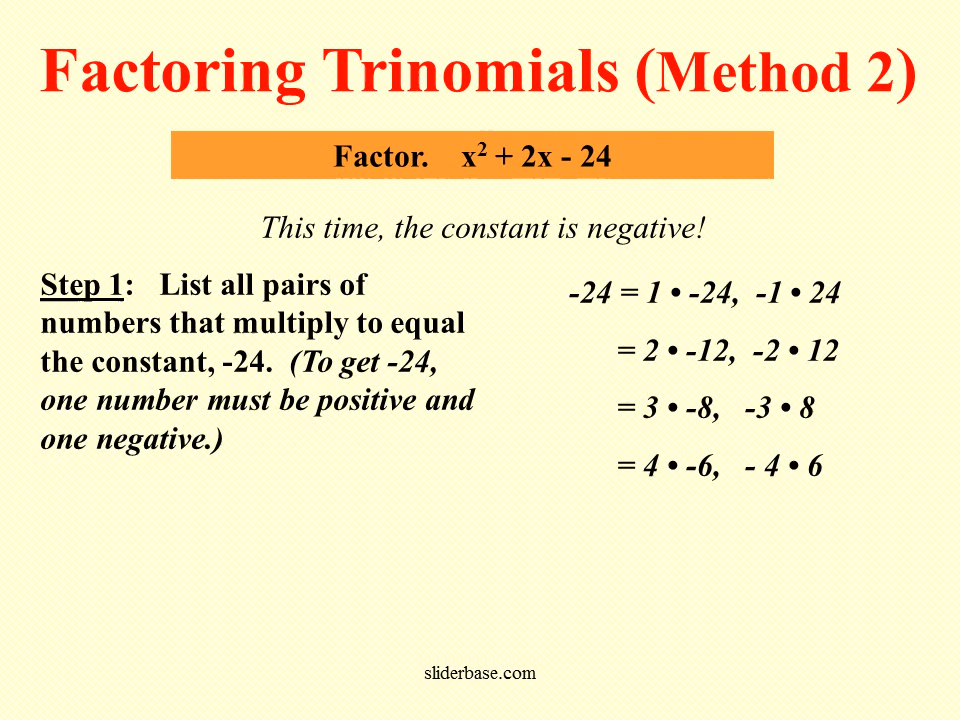 Factoring Trinomials (Method 2)
Factor. x² + 2x - 24
This time, the constant is negative!
Step 1: List all pairs of
numbers that multiply to equal
the constant, -24. (To get -24,
one number must be positive and
one negative.)
-24 = 1 • -24, -1 • 24
= 2 • -12, -2 • 12
= 3 • -8, -3 • 8
= 4 • -6, - 4 • 6
sliderbase.com